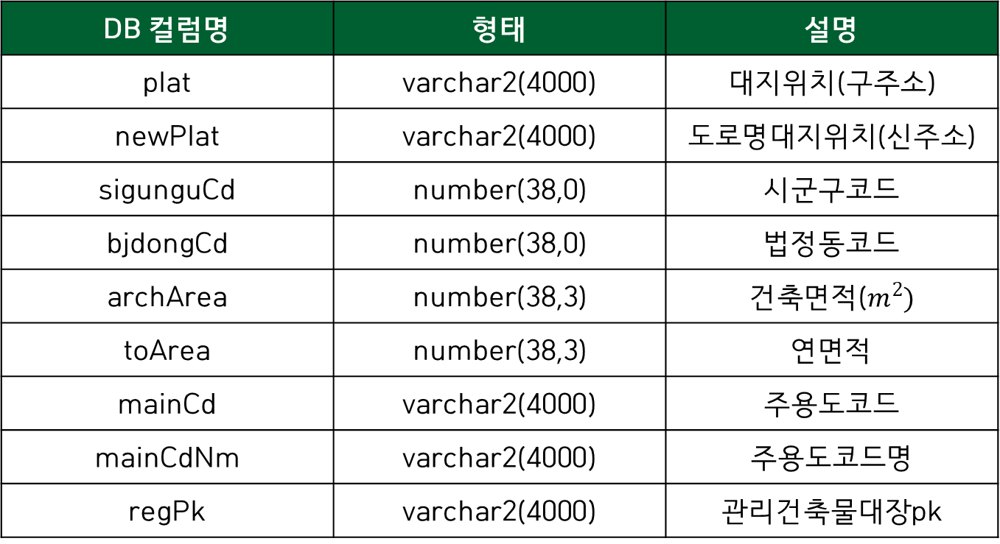 DB 컬럼명 형태 설명
plat varchar2(4000) 대지위치(구주소)
newPlat varchar2(4000) 도로명대지위치(신주소)
sigunguCd number(38,0) 시군구코드
bjdongCd number(38,0) 법정동코드
archArea number(38,3) 건축면적(m²)
toArea number(38,3) 연면적
mainCd varchar2(4000) 주용도코드
mainCdNm varchar2(4000) 주용도코드명
regPk varchar2(4000) 관리건축물대장pk